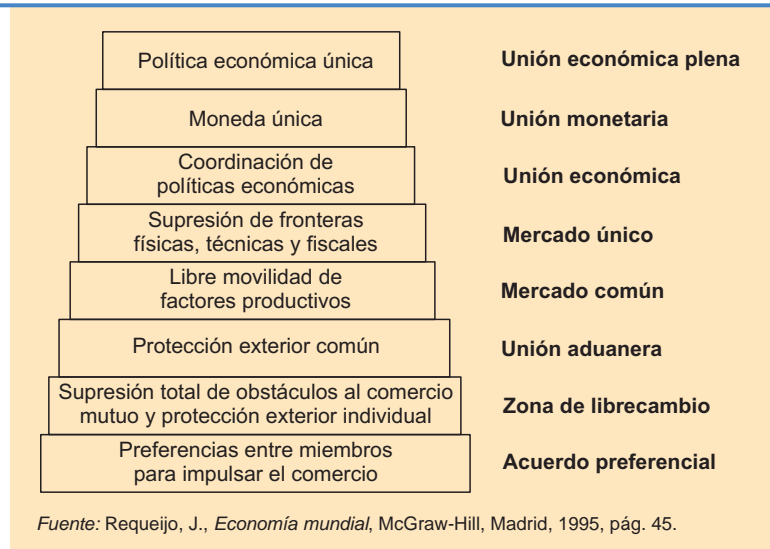 Política económica única
Unión económica plena
Moneda única
Unión monetaria
Coordinación de
políticas económicas
Unión económica
Supresión de fronteras
físicas, técnicas y fiscales
Mercado único
Libre movilidad de
factores productivos
Mercado común
Protección exterior común
Unión aduanera
Supresión total de obstáculos al comercio
mutuo y protección exterior individual
Zona de librecambio
Preferencias entre miembros
para impulsar el comercio
Acuerdo preferencial
Fuente: Requeijo, J., Economía mundial, McGraw-Hill, Madrid, 1995, pág. 45.